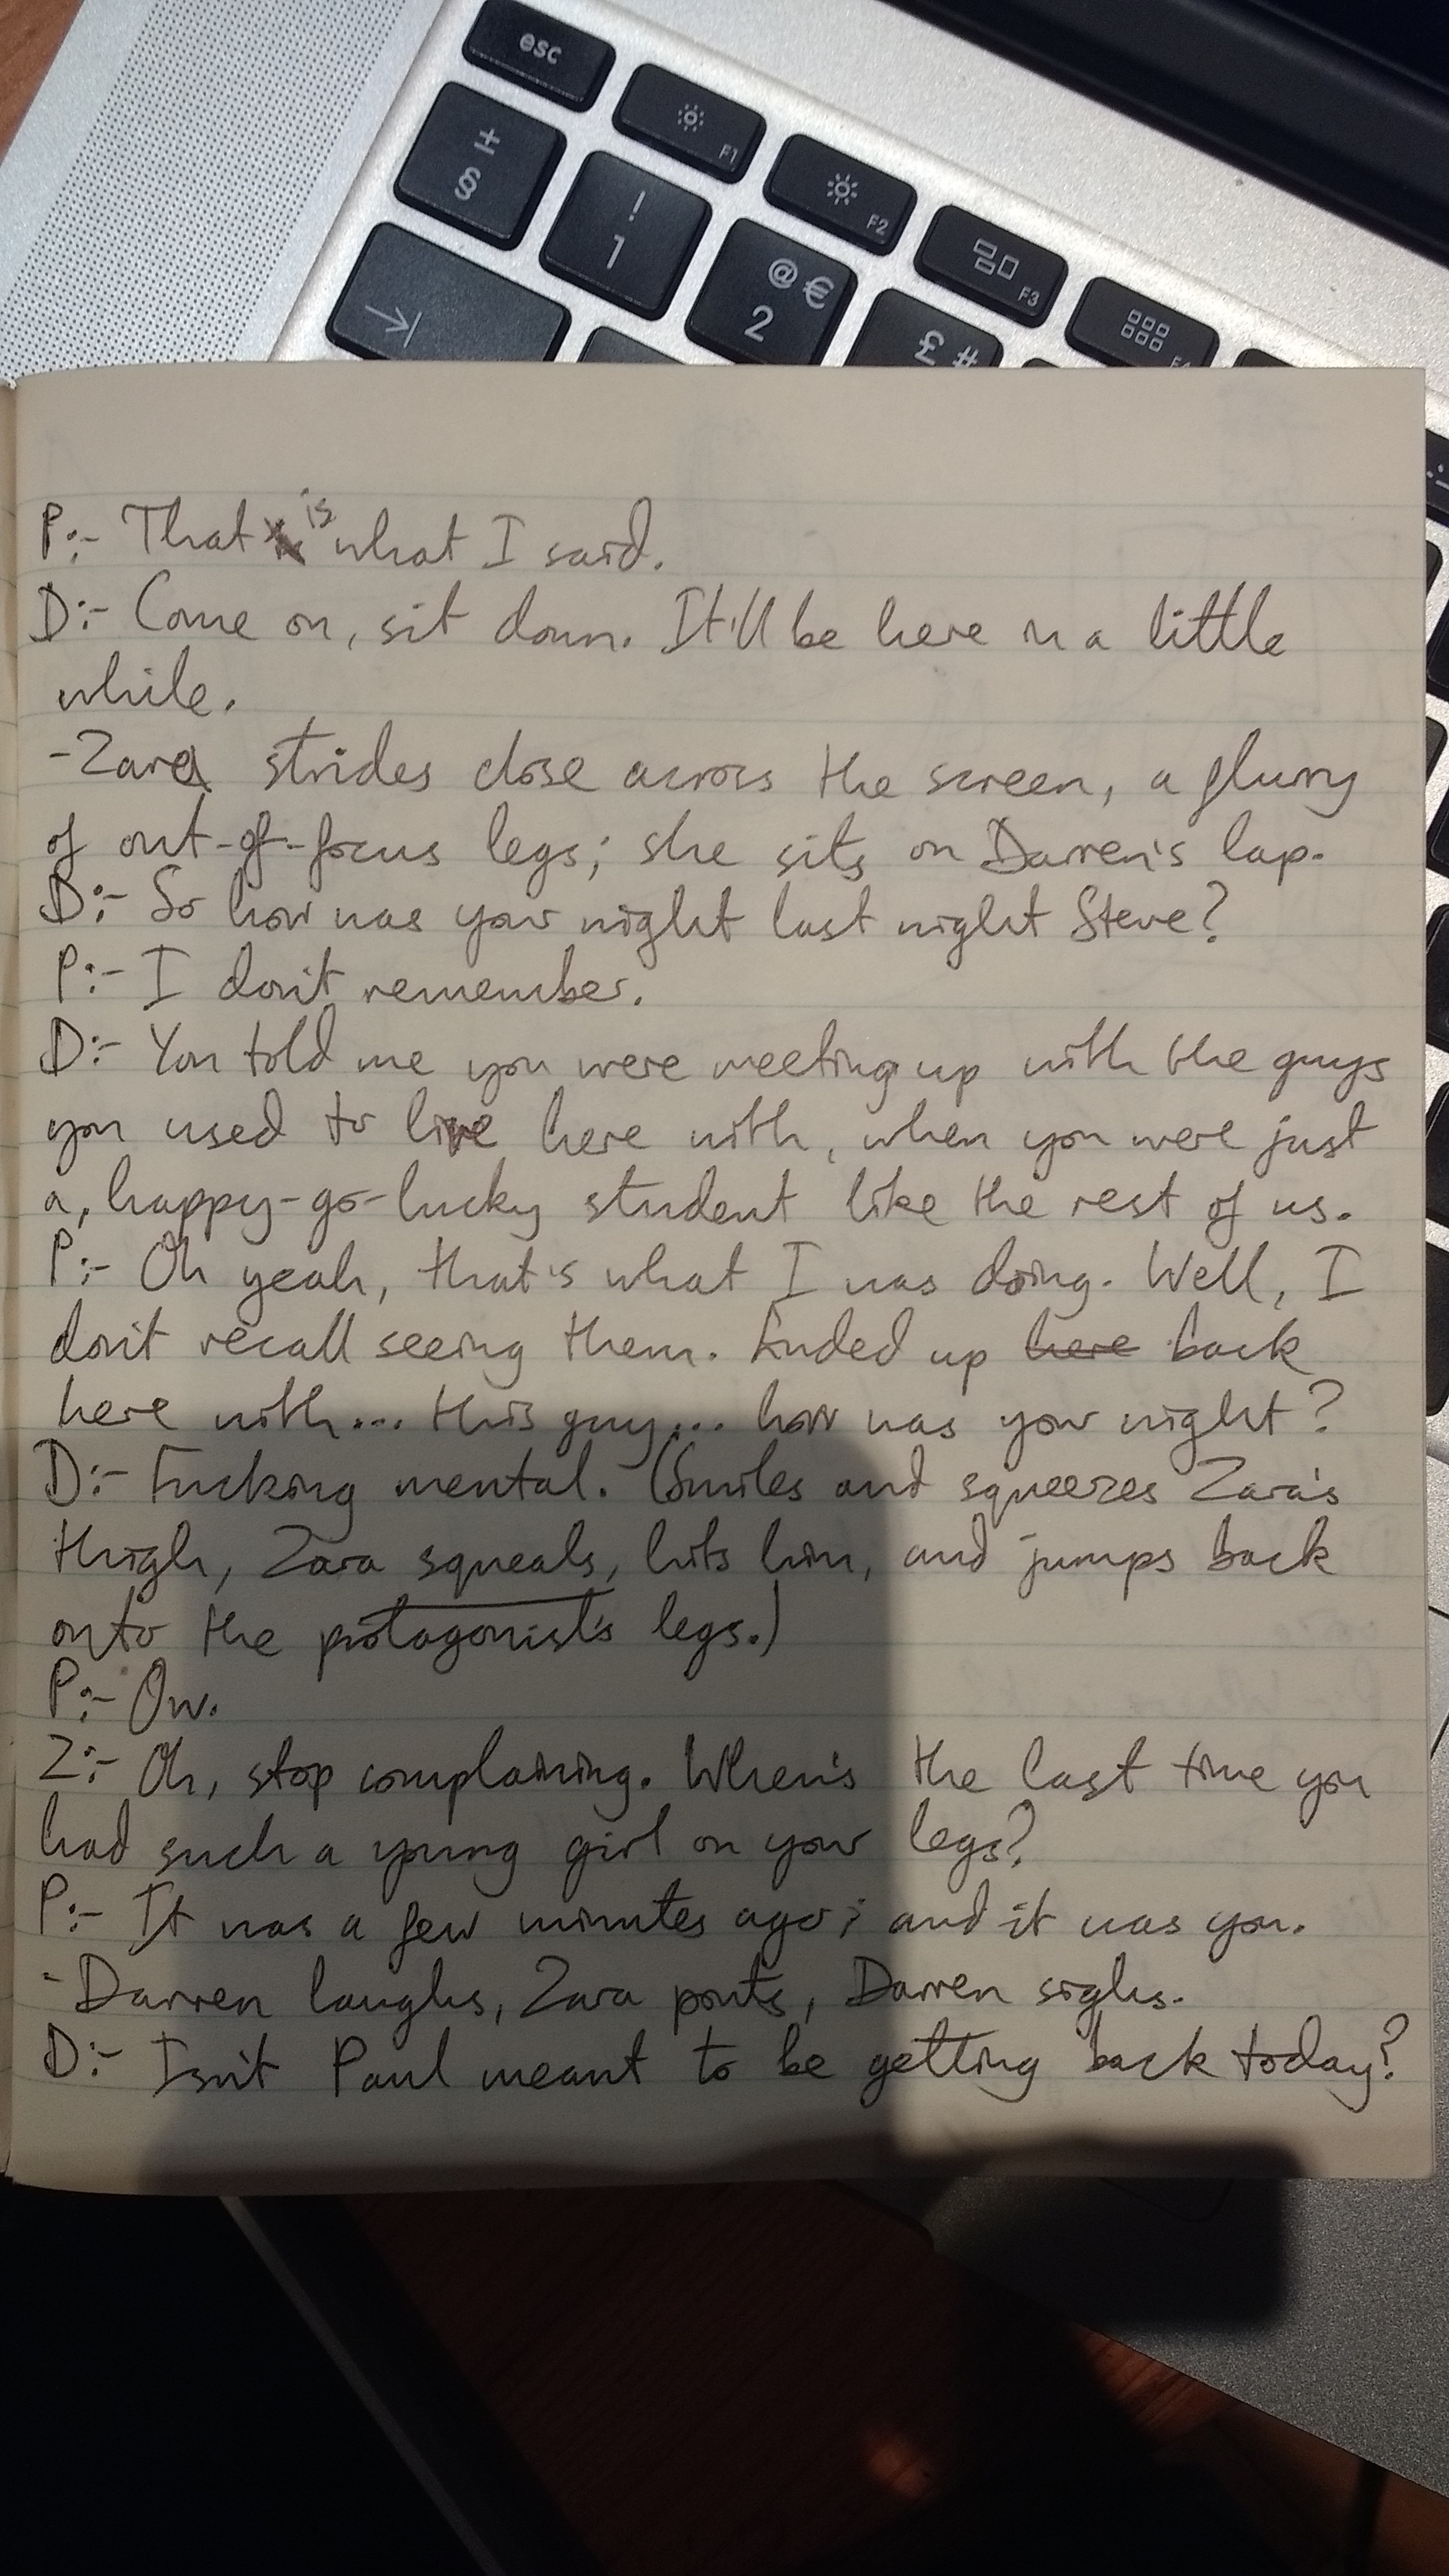 esc
F1
F2
F3
±
§
!
1
@ €
2
£ #
P:- That is what I said.
D:- Come on, sit down. It'll be here in a little
while.
- Zara strides close across the screen, a flurry
of out-of-focus legs; she sits on Darren's lap.
D:- So how was your night last night Steve?
P:- I don't remember.
D:- You told me you were meeting up with the guys
you used to live here with, when you were just
a, happy-go-lucky student like the rest of us.
P:- Oh yeah, that's what I was doing. Well, I
don't recall seeing them. Ended up here back
here with... this guy... how was your night?
D:- Fucking mental. (Smiles and squeezes Zara's
thigh, Zara squeals, hits him, and jumps back
onto the protagonist's legs.)
P:- Ow.
Z:- Oh, stop complaining. When's the last time you
had such a young girl on your legs?
P:- It was a few minutes ago; and it was you.
- Darren laughs, Zara pouts, Darren sighs.
D:- Isn't Paul meant to be getting back today?